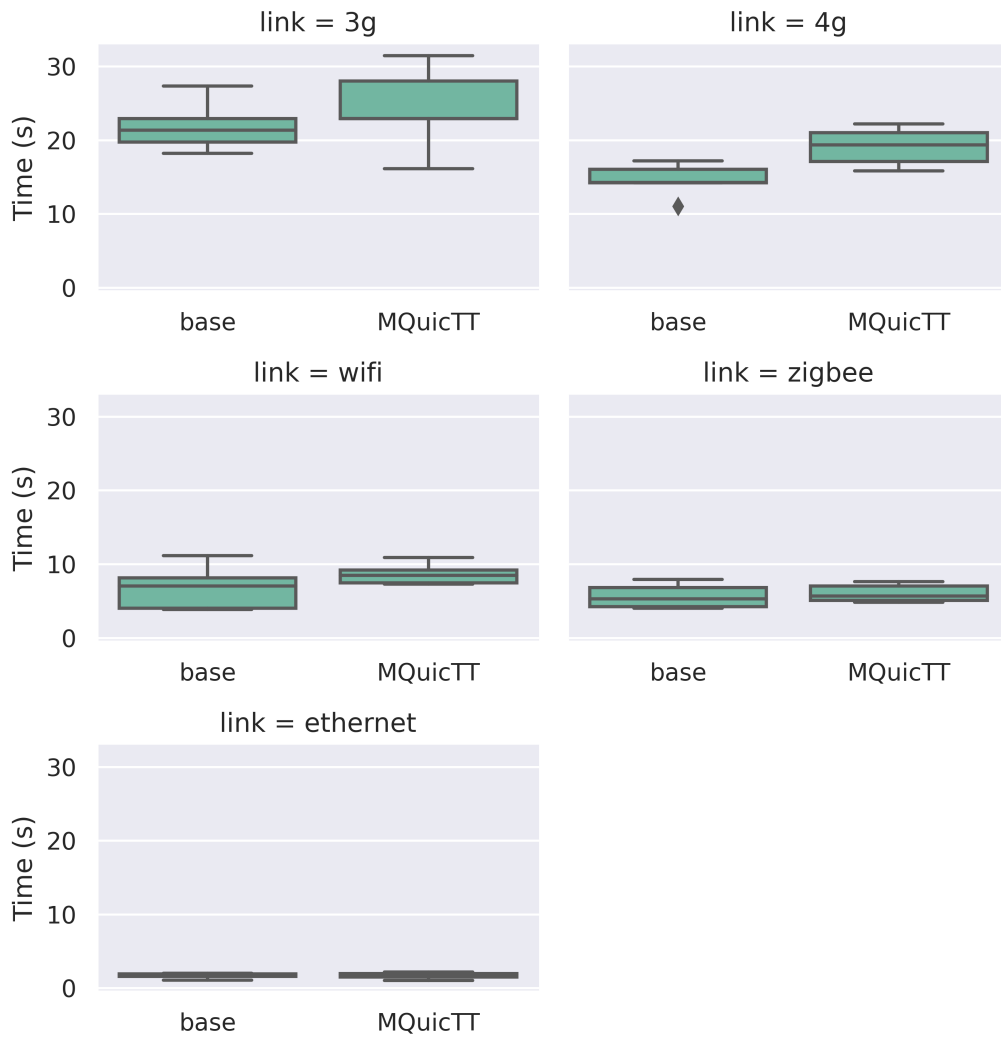 link = 3g
link = 4g
Time (s)
30
20
10
0
base
MQuicTT
base
MQuicTT
link = wifi
link = zigbee
Time (s)
30
20
10
0
base
MQuicTT
base
MQuicTT
link = ethernet
Time (s)
30
20
10
0
base
MQuicTT